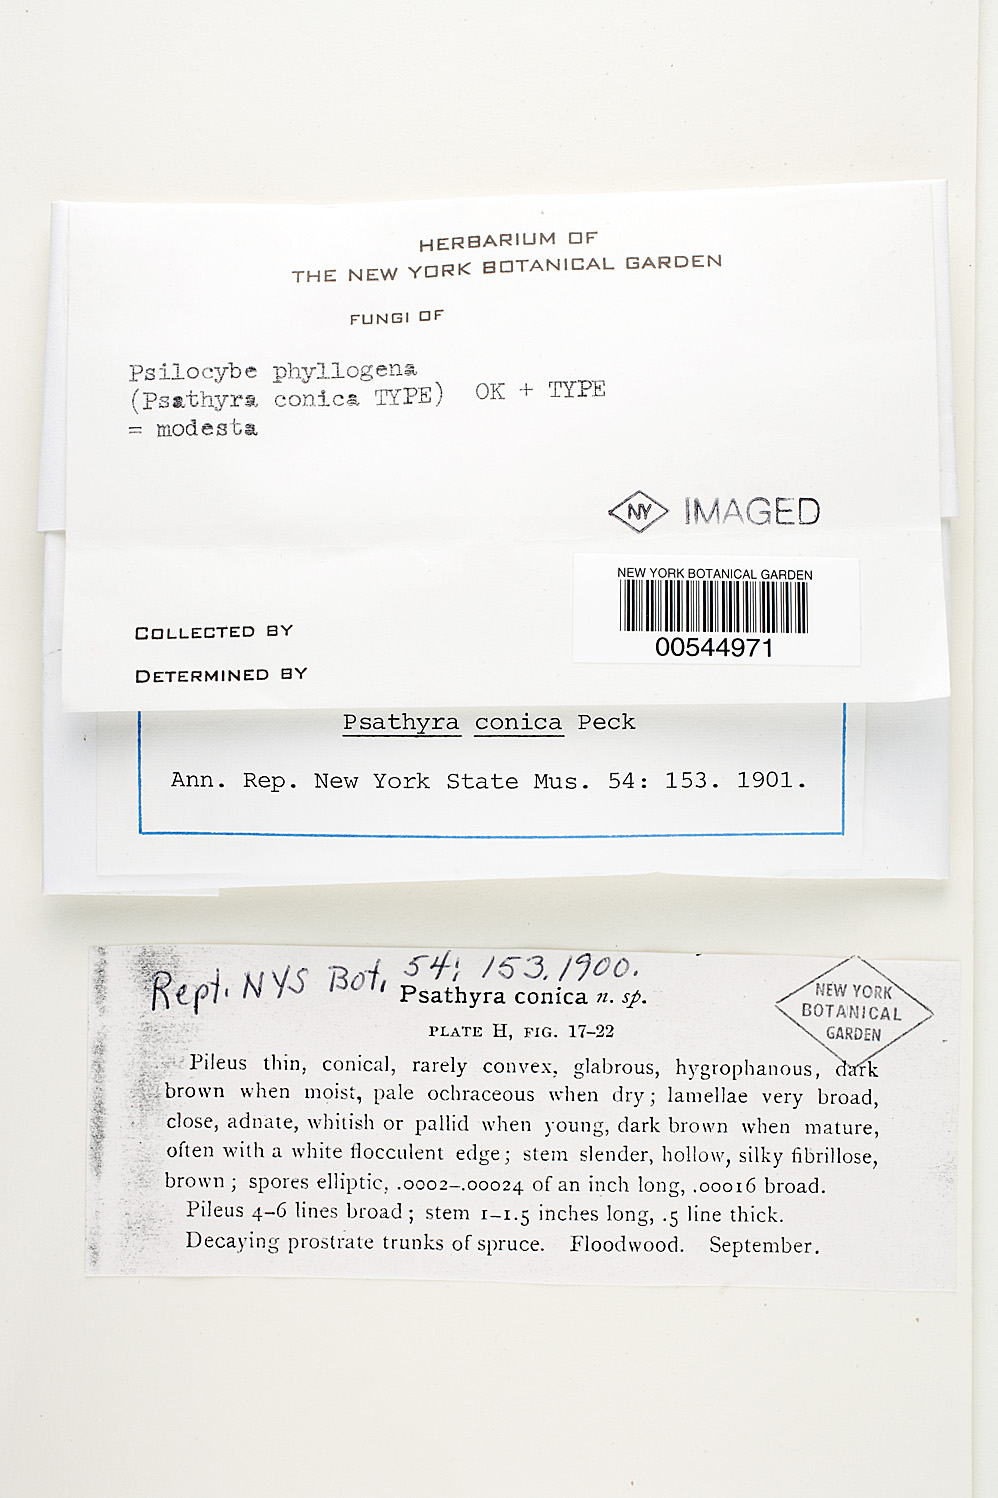 HERBARIUM OF
THE NEW YORK BOTANICAL GARDEN
FUNGI OF
Psilocybe phyllogena
(Psathyra conica TYPE) OK + TYPE
= modesta
NY IMAGED
NEW YORK BOTANICAL GARDEN
00544971
COLLECTED BY
DETERMINED BY
Psathyra conica Peck
Ann. Rep. New York State Mus. 54: 153. 1901.
Rept. NYS Bot. 54: 153. 1900.
Psathyra conica n. sp.
NEW YORK
BOTANICAL
GARDEN
PLATE H, FIG. 17-22
Pileus thin, conical, rarely convex, glabrous, hygrophanous, dark
brown when moist, pale ochraceous when dry; lamellae very broad,
close, adnate, whitish or pallid when young, dark brown when mature,
often with a white flocculent edge; stem slender, hollow, silky fibrillose,
brown; spores elliptic, .0002–.00024 of an inch long, .00016 broad.
Pileus 4–6 lines broad; stem 1–1.5 inches long, .5 line thick.
Decaying prostrate trunks of spruce. Floodwood. September.